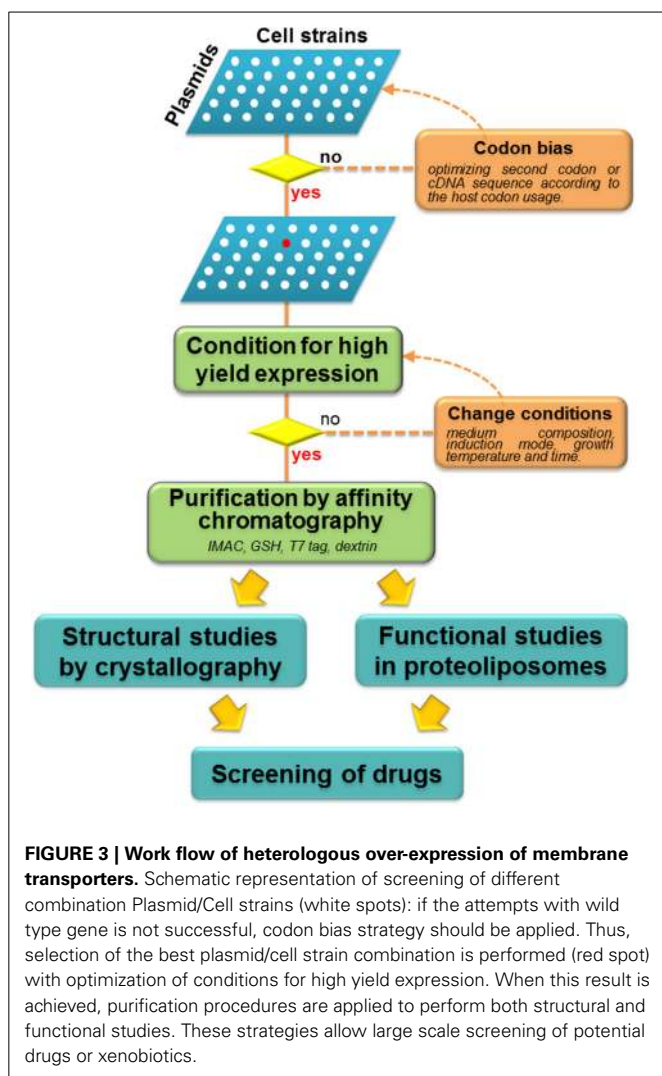 Cell strains
Plasmids
no
Codon bias
optimizing second codon or
cDNA sequence according to
the host codon usage.
yes
Condition for high
yield expression
no
Change conditions
medium composition,
induction mode, growth
temperature and time.
yes
Purification by affinity
chromatography
IMAC, GSH, T7 tag, dextrin
Structural studies
by crystallography
Functional studies
in proteoliposomes
Screening of drugs
FIGURE 3 | Work flow of heterologous over-expression of membrane
transporters. Schematic representation of screening of different
combination Plasmid/Cell strains (white spots): if the attempts with wild
type gene is not successful, codon bias strategy should be applied. Thus,
selection of the best plasmid/cell strain combination is performed (red spot)
with optimization of conditions for high yield expression. When this result is
achieved, purification procedures are applied to perform both structural and
functional studies. These strategies allow large scale screening of potential
drugs or xenobiotics.